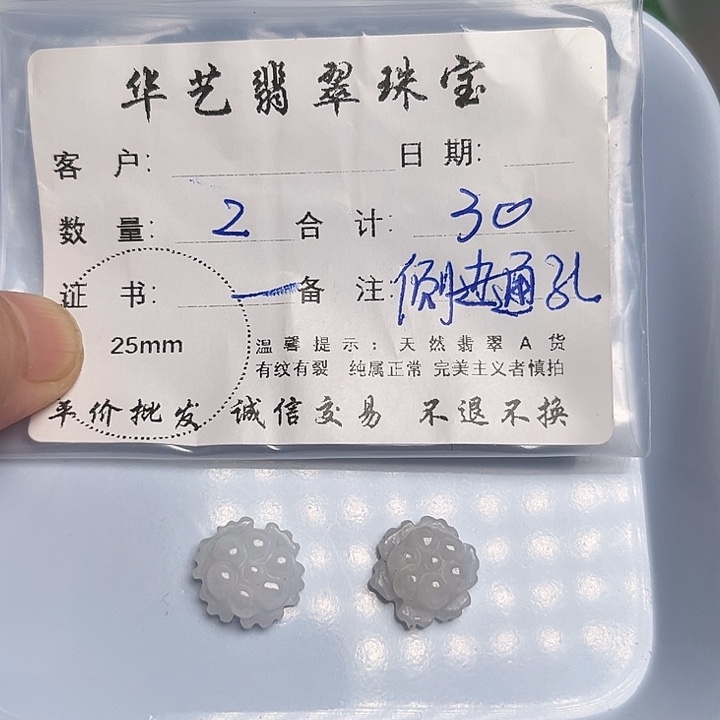 华艺翡翠珠宝
客 户: 日 期:
数 量: 2 合 计: 30
证 书: 备 注: 侧通孔
25mm
温馨提示:天然翡翠A货
有纹有裂 纯属正常 完美主义者慎拍
平价批发 诚信交易 不退不换